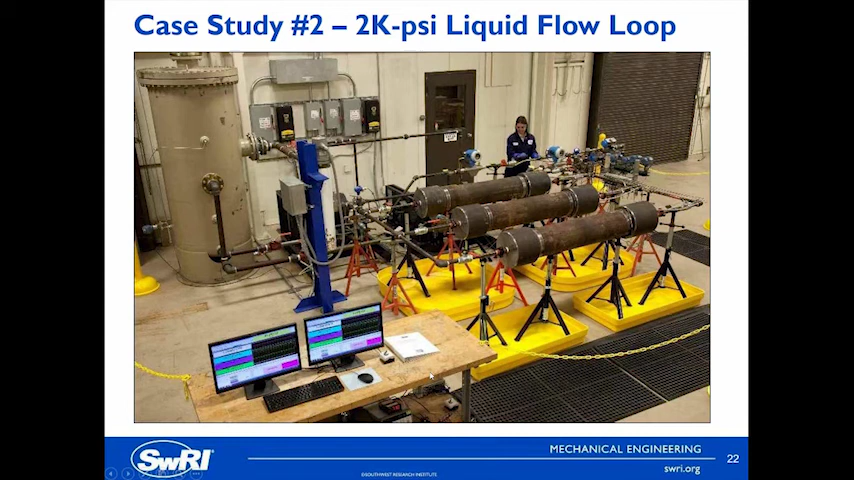 Case Study #2 – 2K-psi Liquid Flow Loop
SwRI
©SOUTHWEST RESEARCH INSTITUTE
MECHANICAL ENGINEERING
swri.org
22